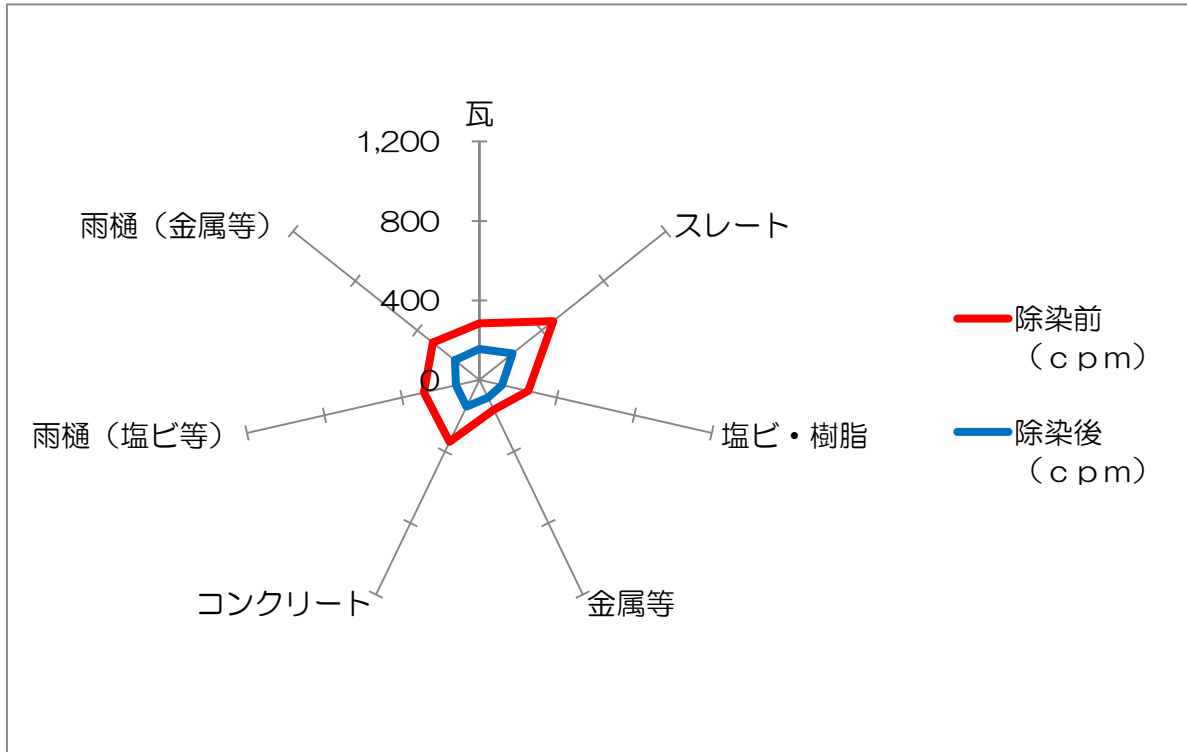 瓦
1,200
800
400
0
スレート
塩ビ・樹脂
金属等
コンクリート
雨樋（塩ビ等）
雨樋（金属等）
除染前
（ｃｐｍ）
除染後
（ｃｐｍ）